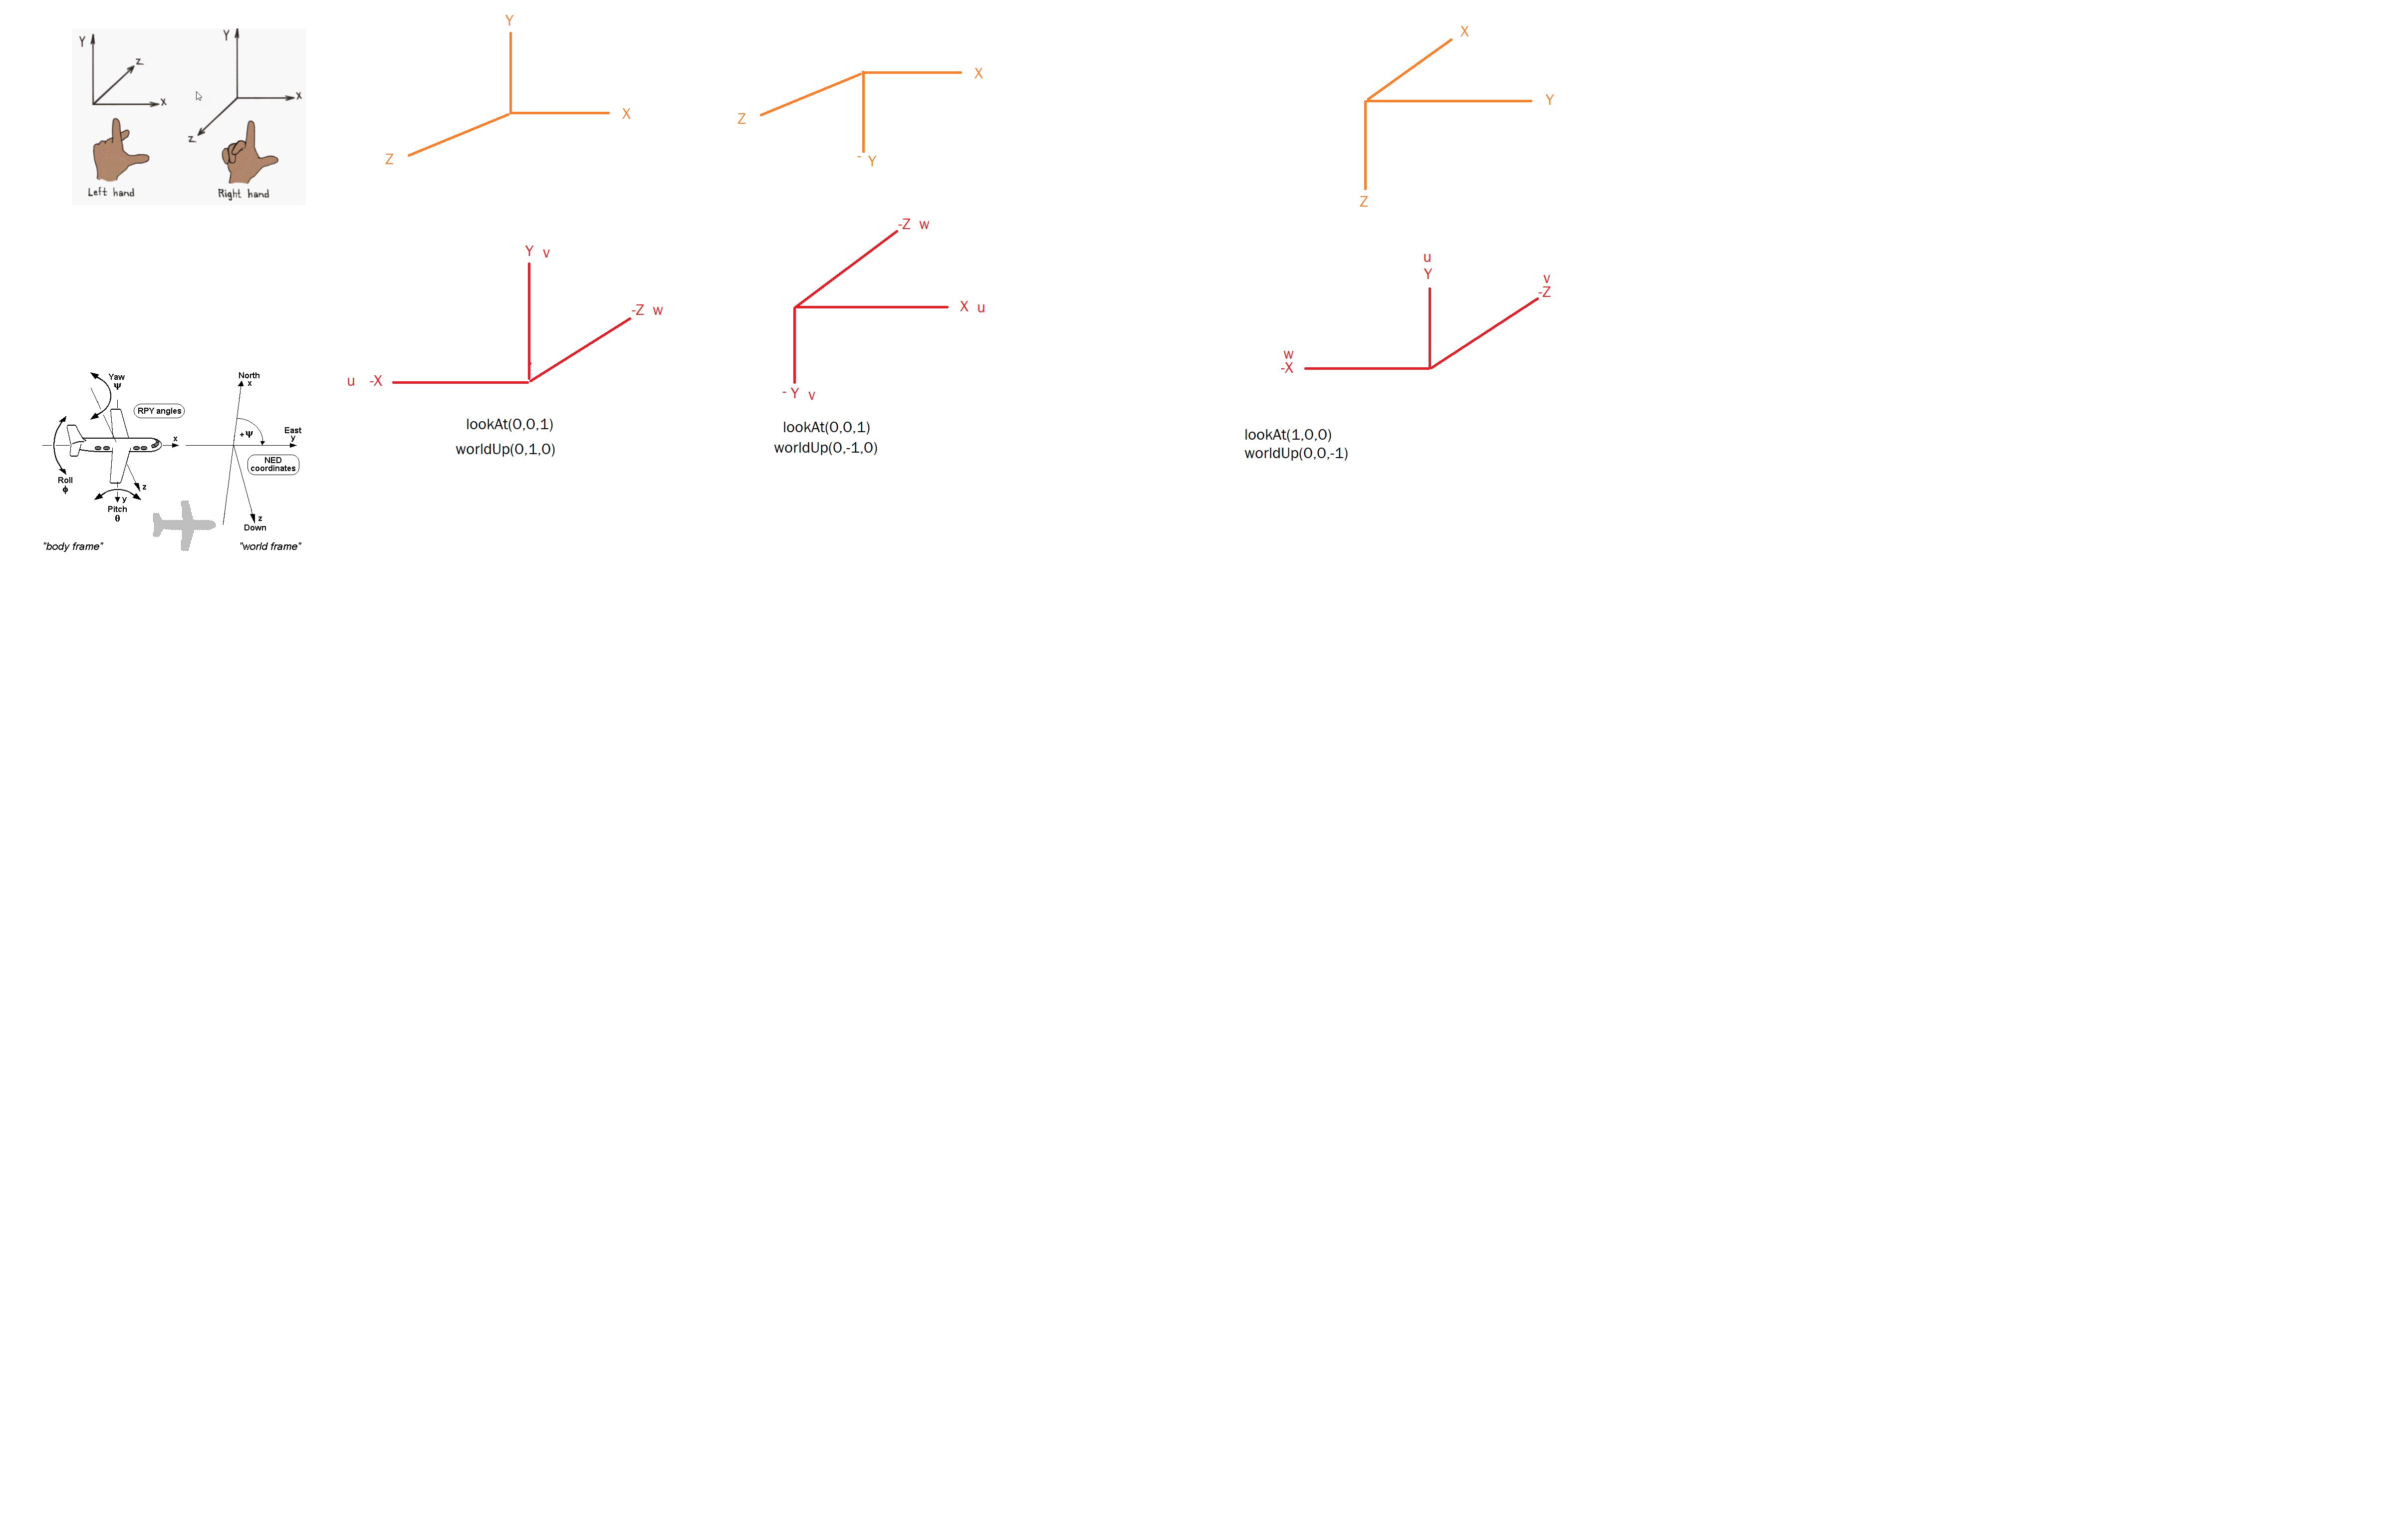 Y
Z
X
Left hand
Y
X
Z
Right hand
Y
X
Z
X
Z
- Y
X
Y
Z
Y v
-Z w
u -X
lookAt(0,0,1)
worldUp(0,1,0)
-Z w
X u
- Y v
lookAt(0,0,1)
worldUp(0,-1,0)
u
Y
v
-Z
w
-X
lookAt(1,0,0)
worldUp(0,0,-1)
Yaw
Ψ
RPY angles
x
Roll
ϕ
z
y
Pitch
θ
"body frame"
North
x
+Ψ
East
y
NED
coordinates
z
Down
"world frame"